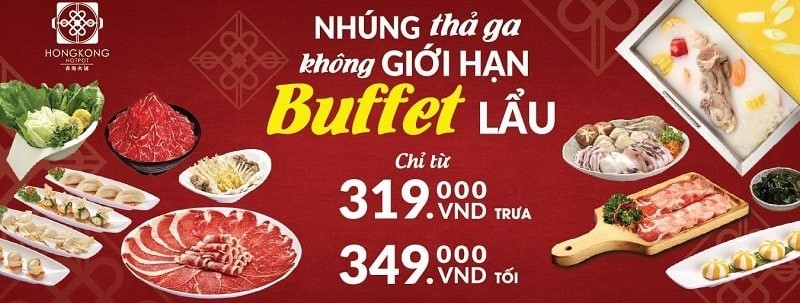 HONGKONG
HOTPOT
香港火鍋
NHÚNG thả ga
không GIỚI HẠN
Buffet LẨU
Chỉ từ
319.000 VND TRƯA
349.000 VND TỐI